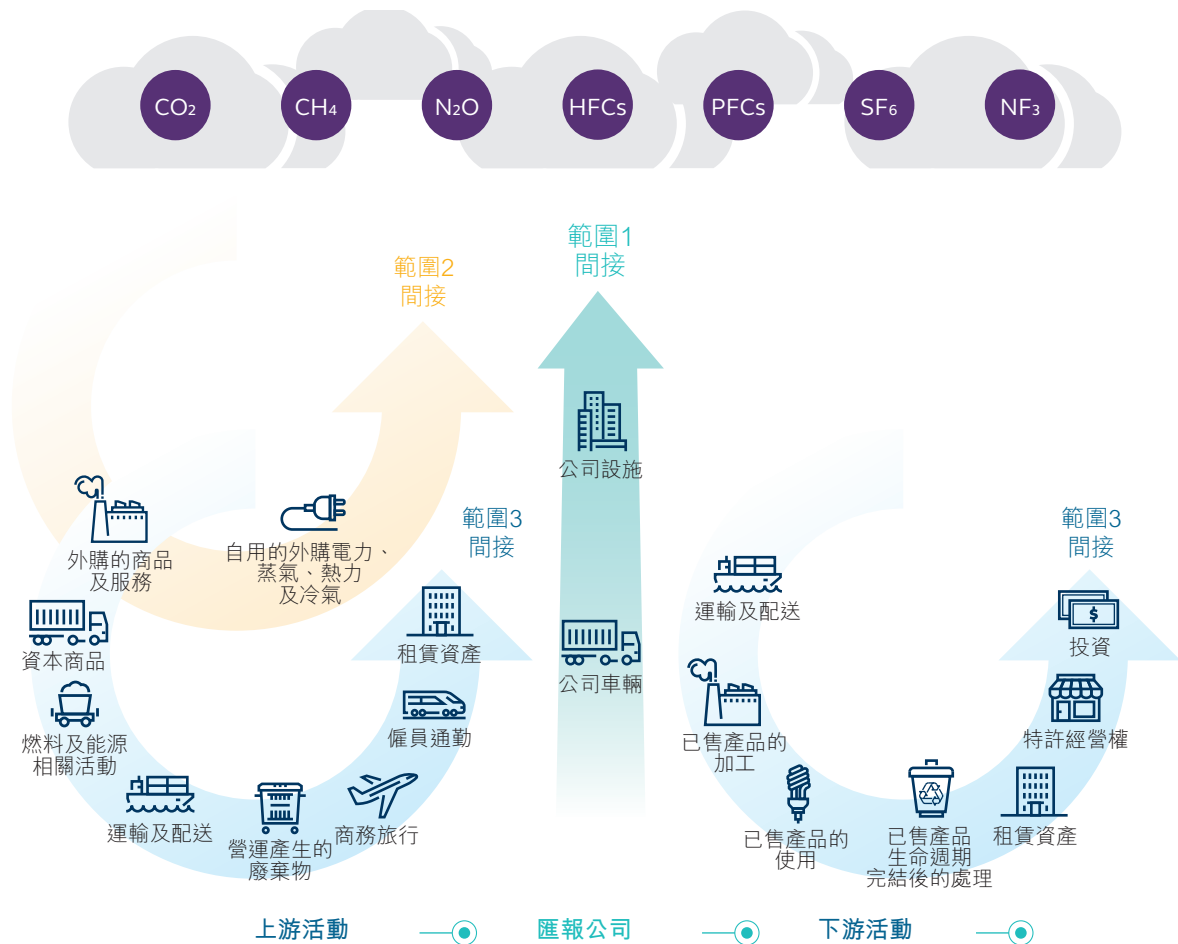 CO₂
CH₄
N₂O
HFCs
PFCs
SF₆
NF₃
範圍1
間接
範圍2
間接
公司設施
公司車輛
自用的外購電力、
蒸氣、熱力
及冷氣
範圍3
間接
外購的商品
及服務
資本商品
燃料及能源
相關活動
運輸及配送
營運產生的
廢棄物
商務旅行
僱員通勤
租賃資產
範圍3
間接
運輸及配送
已售產品的
加工
已售產品的
使用
已售產品
生命週期
完結後的處理
租賃資產
特許經營權
$
投資
上游活動
匯報公司
下游活動